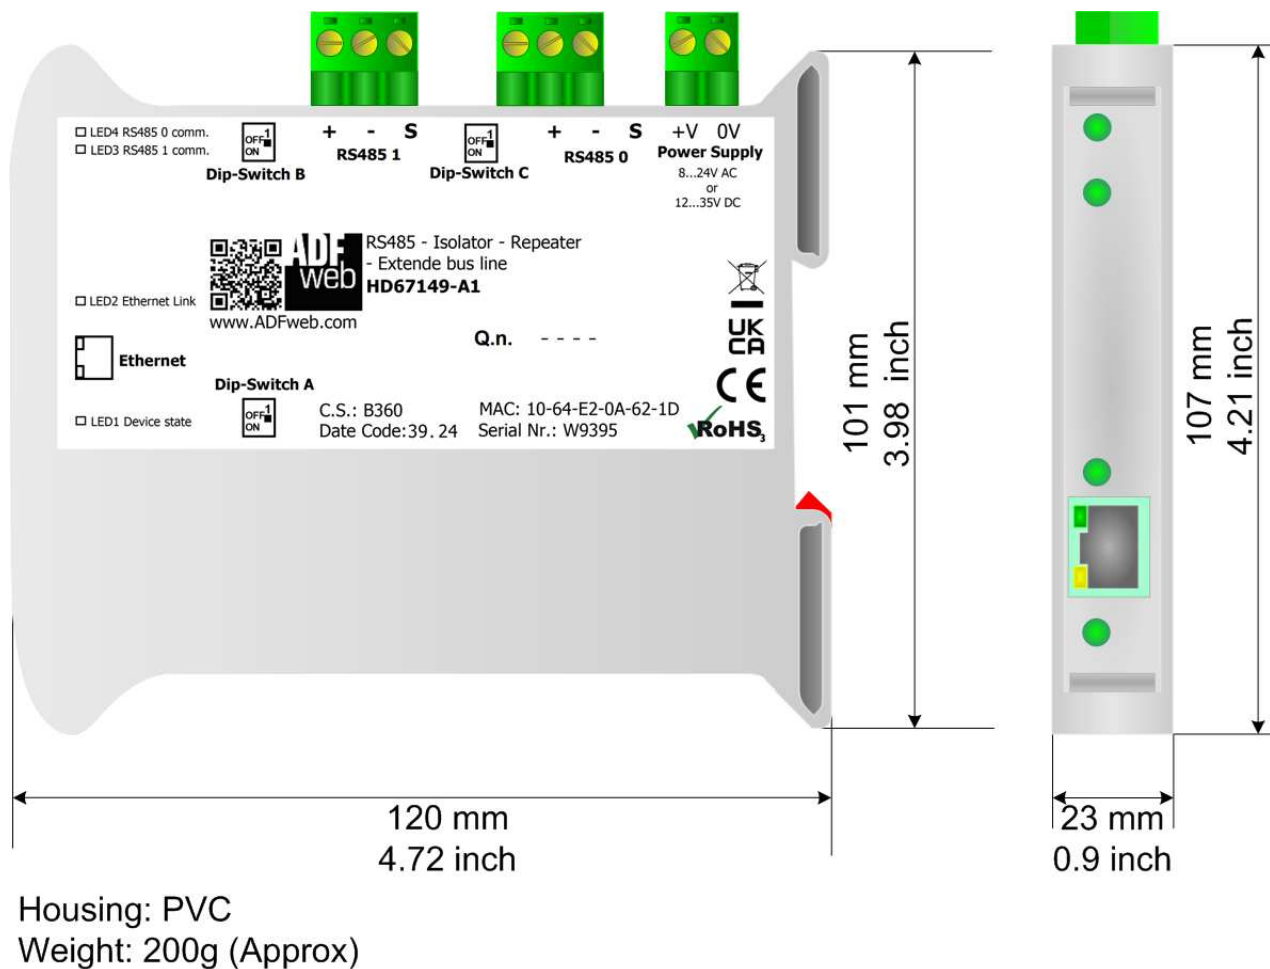 LED4 RS485 0 comm.
LED3 RS485 1 comm.
OFF 1
ON
Dip-Switch B
+ - S
RS485 1
OFF 1
ON
Dip-Switch C
+ - S
RS485 0
+V 0V
Power Supply
8...24V AC
or
12...35V DC
ADF
web
www.ADFweb.com
RS485 - Isolator - Repeater
- Extende bus line
HD67149-A1
LED2 Ethernet Link
Ethernet
Q.n. - - - -
UK
CA
CE
Dip-Switch A
OFF 1
ON
LED1 Device state
C.S.: B360
Date Code:39.24
MAC: 10-64-E2-0A-62-1D
Serial Nr.: W9395
RoHS3
101 mm
3.98 inch
107 mm
4.21 inch
120 mm
4.72 inch
23 mm
0.9 inch
Housing: PVC
Weight: 200g (Approx)